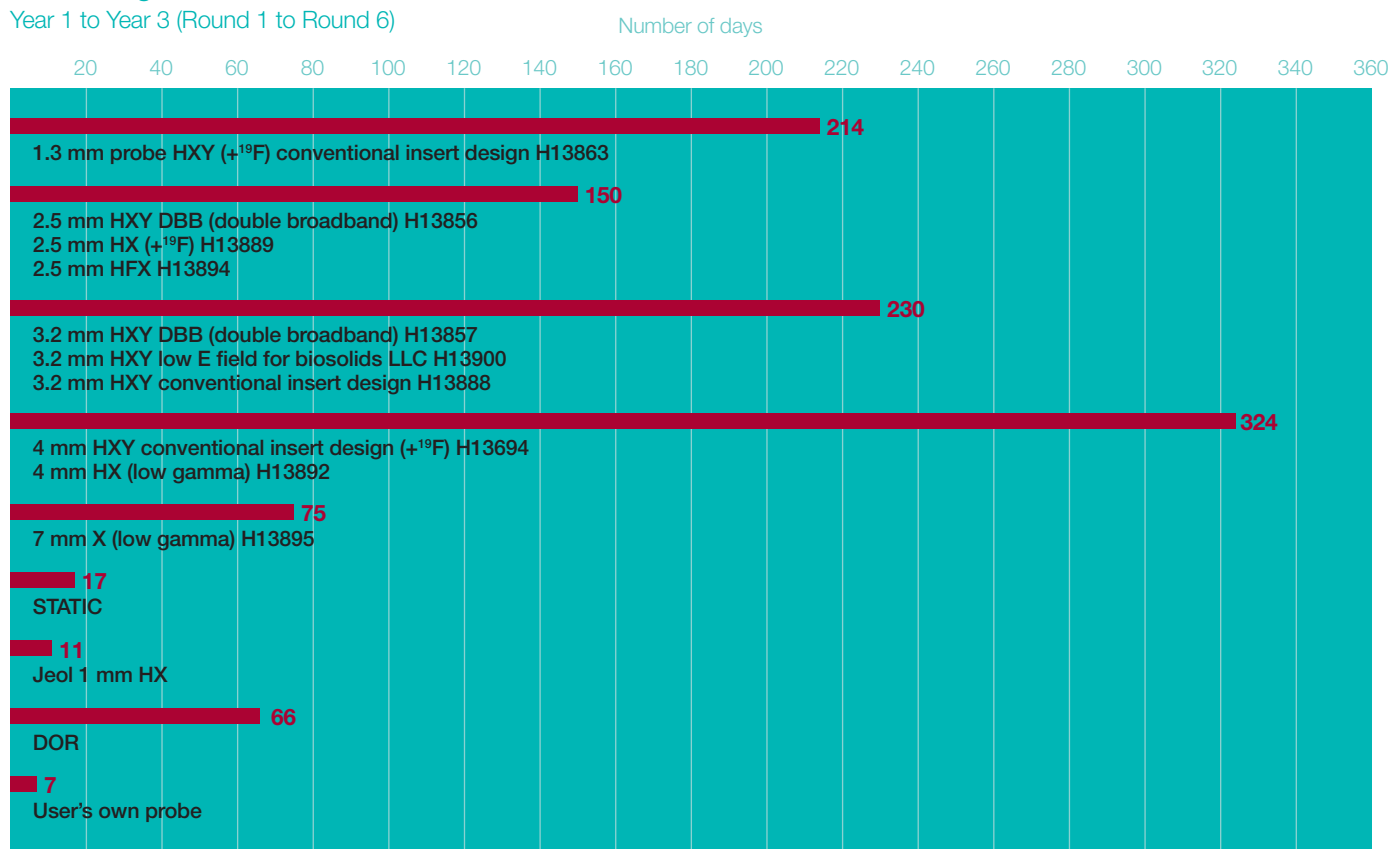 Year 1 to Year 3 (Round 1 to Round 6)
Number of days
20 40 60 80 100 120 140 160 180 200 220 240 260 280 300 320 340 360
214
1.3 mm probe HXY (+¹⁹F) conventional insert design H13863
150
2.5 mm HXY DBB (double broadband) H13856
2.5 mm HX (+¹⁹F) H13889
2.5 mm HFX H13894
230
3.2 mm HXY DBB (double broadband) H13857
3.2 mm HXY low E field for biosolids LLC H13900
3.2 mm HXY conventional insert design H13888
324
4 mm HXY conventional insert design (+¹⁹F) H13694
4 mm HX (low gamma) H13892
75
7 mm X (low gamma) H13895
17
STATIC
11
Jeol 1 mm HX
66
DOR
7
User’s own probe